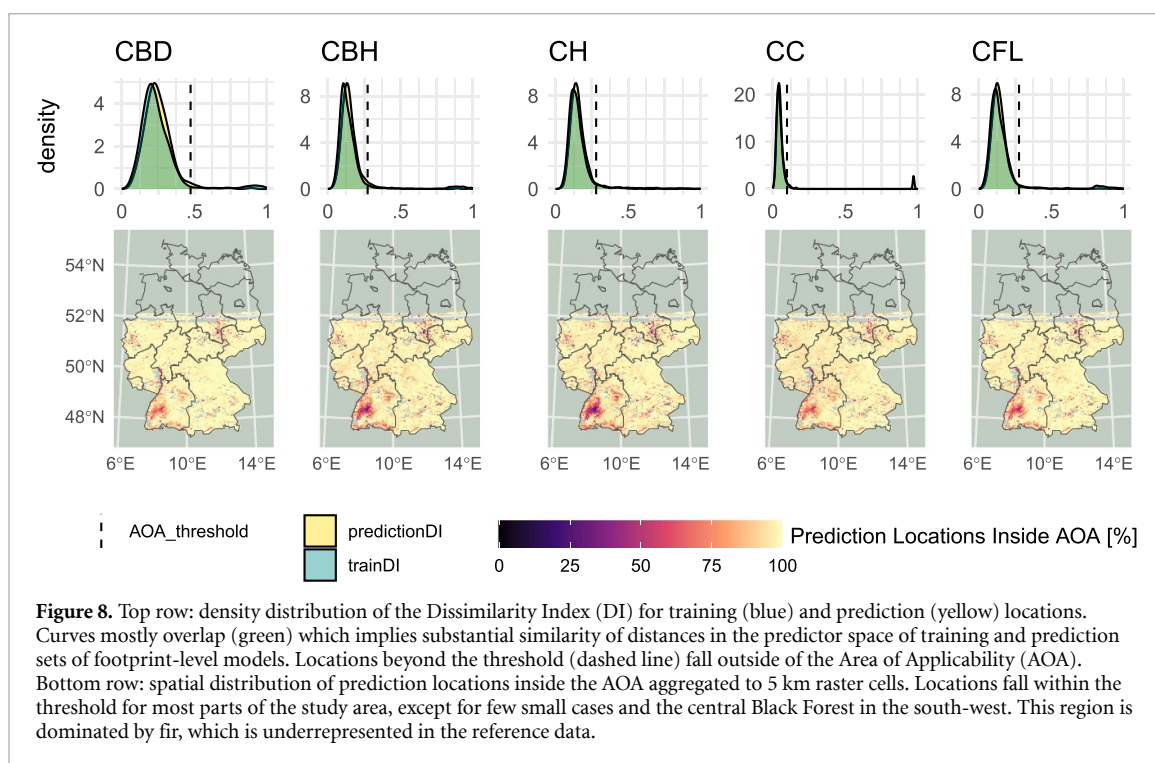 CBD CBH CH CC CFL
density
4
2
0
8
4
0
8
4
0
20
10
0
8
4
0
0 .5 1 0 .5 1 0 .5 1 0 .5 1 0 .5 1
54°N
52°N
50°N
48°N
6°E 10°E 14°E 6°E 10°E 14°E 6°E 10°E 14°E 6°E 10°E 14°E 6°E 10°E 14°E
AOA_threshold
predictionDI
trainDI
Prediction Locations Inside AOA [%]
0 25 50 75 100
Figure 8. Top row: density distribution of the Dissimilarity Index (DI) for training (blue) and prediction (yellow) locations.
Curves mostly overlap (green) which implies substantial similarity of distances in the predictor space of training and prediction
sets of footprint-level models. Locations beyond the threshold (dashed line) fall outside of the Area of Applicability (AOA).
Bottom row: spatial distribution of prediction locations inside the AOA aggregated to 5 km raster cells. Locations fall within the
threshold for most parts of the study area, except for few small cases and the central Black Forest in the south-west. This region is
dominated by fir, which is underrepresented in the reference data.